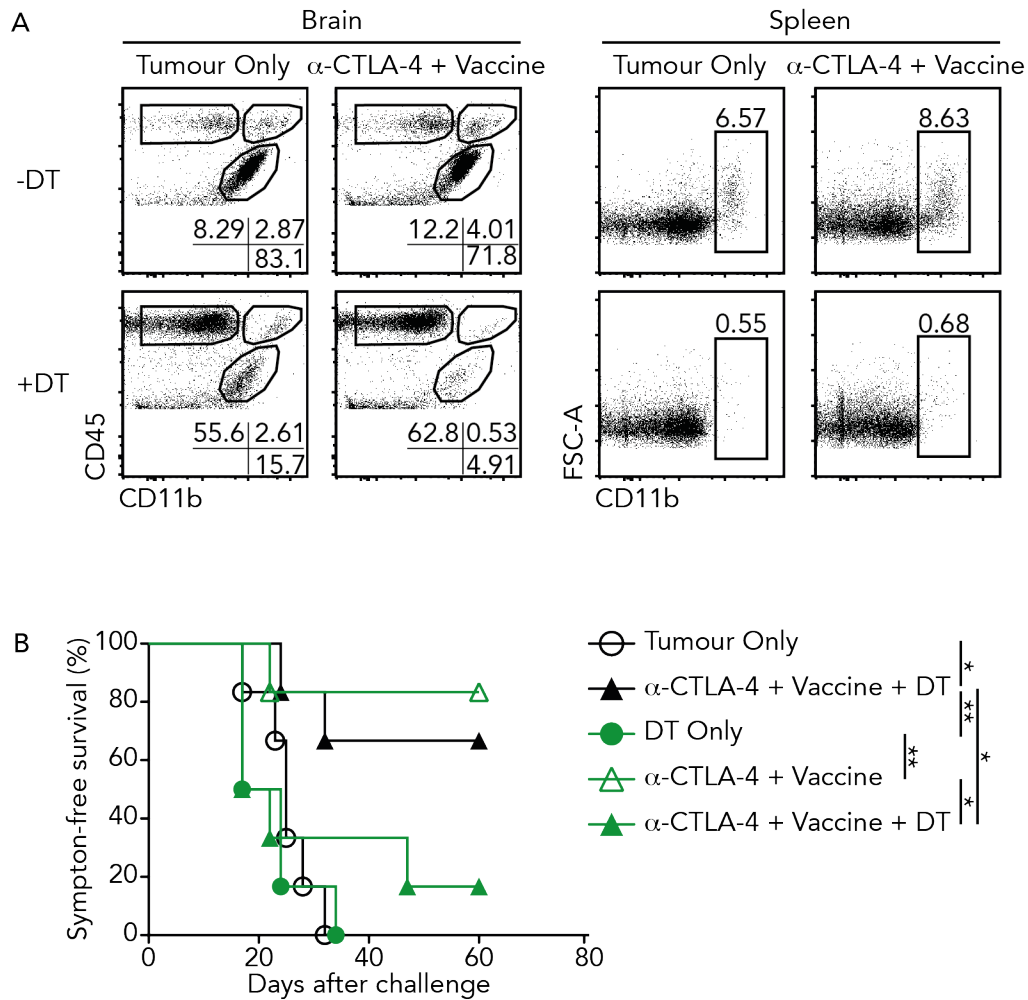 A
Brain
Spleen
Tumour Only
α-CTLA-4 + Vaccine
Tumour Only
α-CTLA-4 + Vaccine
-DT
8.29
2.87
83.1
12.2
4.01
71.8
6.57
8.63
+DT
55.6
2.61
15.7
62.8
0.53
4.91
0.55
0.68
CD45
CD11b
FSC-A
CD11b
B
Sympton-free survival (%)
100
80
60
40
20
0
0
20
40
60
80
Days after challenge
Tumour Only
α-CTLA-4 + Vaccine + DT
DT Only
α-CTLA-4 + Vaccine
α-CTLA-4 + Vaccine + DT
*
**
**
*
*